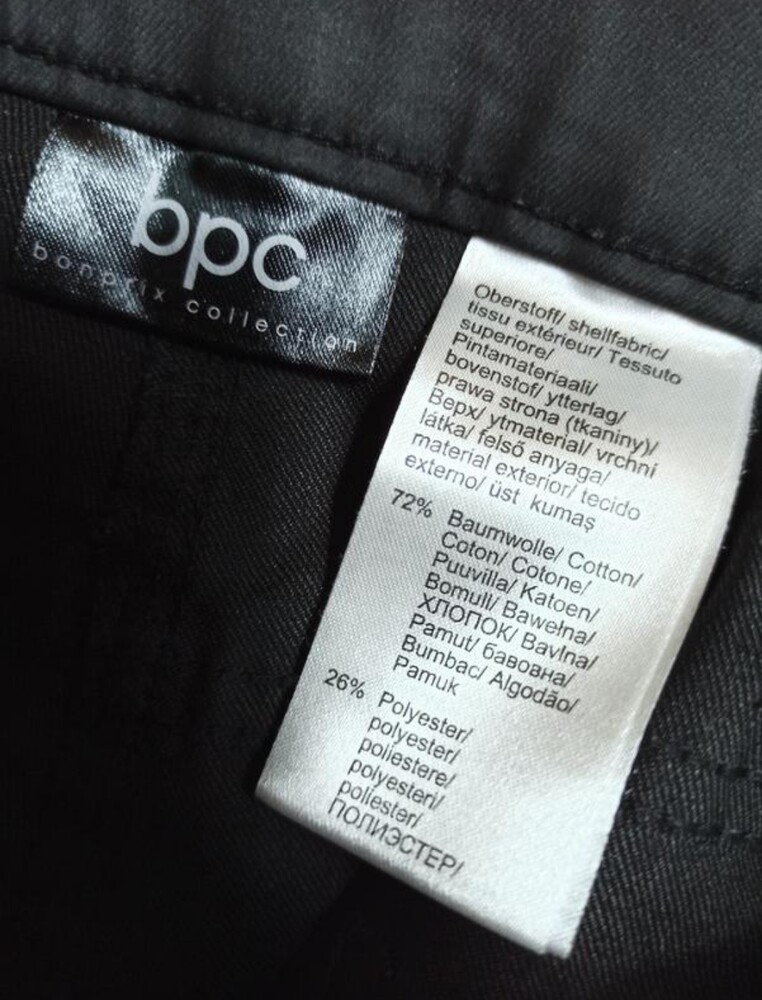 bpc
bonprix collection
Oberstoff/ shellfabric/
tissu extérieur/ Tessuto
superiore/
Pintamateriaali/
bovenstof/ ytterlag/
prawa strona (tkaniny)/
Верх/ ytmaterial/ vrchní
látka/ felső anyaga/
material exterior/ tecido
externo/ üst kumaş
72% Baumwolle/ Cotton/
Coton/ Cotone/
Puuvilla/ Katoen/
Bomull/ Bawełna/
ХЛОПОК/ Bavlna/
Pamut/ бавовна/
Bumbac/ Algodão/
Pamuk
26% Polyester/
polyester/
poliestere/
polyesteri/
poliester/
ПОЛИЭСТЕР/